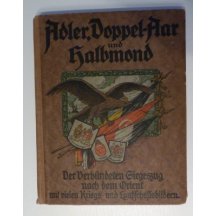 Adler, Doppel-Aar
und
Halbmond
Der Verbündeten Siegeszug
nach dem Orient
mit vielen Kriegs- und Landschaftsbildern.